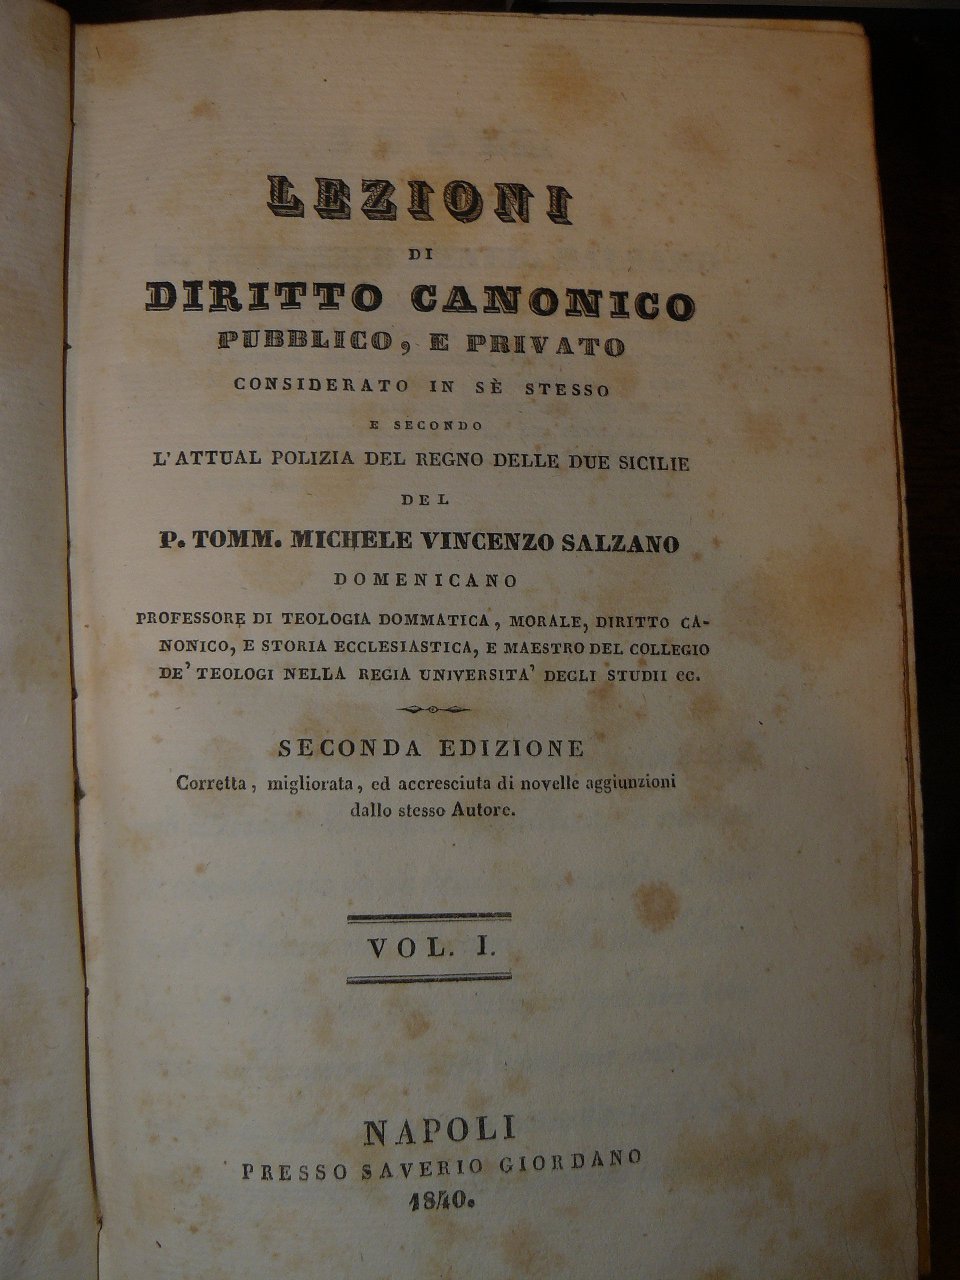 LEZIONI
DI
DIRITTO CANONICO
PUBBLICO, E PRIVATO
CONSIDERATO IN SÈ STESSO
E SECONDO
L'ATTUAL POLIZIA DEL REGNO DELLE DUE SICILIE
DEL
P. TOMM. MICHELE VINCENZO SALZANO
DOMENICANO
PROFESSORE DI TEOLOGIA DOMMATICA, MORALE, DIRITTO CA-
NONICO, E STORIA ECCLESIASTICA, E MAESTRO DEL COLLEGIO
DE' TEOLOGI NELLA REGIA UNIVERSITA' DEGLI STUDII ec.
SECONDA EDIZIONE
Corretta, migliorata, ed accresciuta di novelle aggiunzioni
dallo stesso Autore.
VOL. I.
NAPOLI
PRESSO SAVERIO GIORDANO
1840.